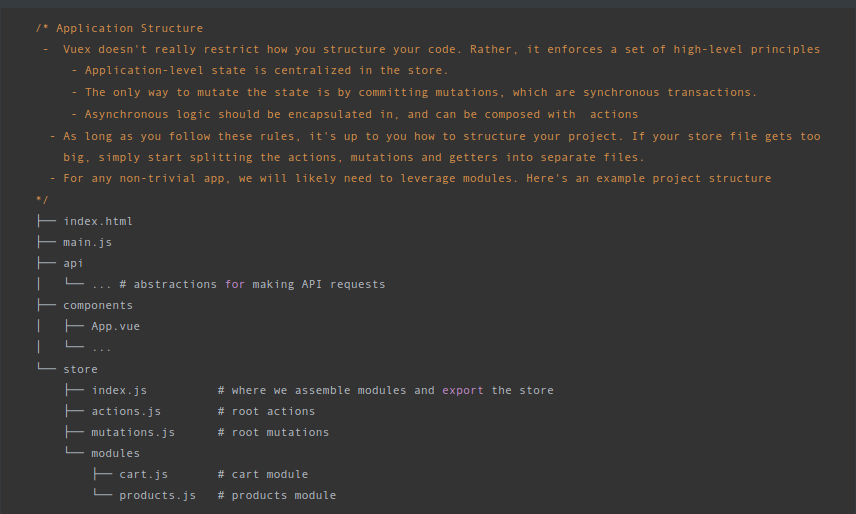 /* Application Structure
-  Vuex doesn't really restrict how you structure your code. Rather, it enforces a set of high-level principles
- Application-level state is centralized in the store.
- The only way to mutate the state is by committing mutations, which are synchronous transactions.
- Asynchronous logic should be encapsulated in, and can be composed with  actions
- As long as you follow these rules, it's up to you how to structure your project. If your store file gets too
big, simply start splitting the actions, mutations and getters into separate files.
- For any non-trivial app, we will likely need to leverage modules. Here's an example project structure
*/
├── index.html
├── main.js
├── api
│   └── ... # abstractions for making API requests
├── components
│   ├── App.vue
│   └── ...
└── store
    ├── index.js          # where we assemble modules and export the store
    ├── actions.js        # root actions
    ├── mutations.js      # root mutations
    └── modules
        ├── cart.js       # cart module
        └── products.js   # products module